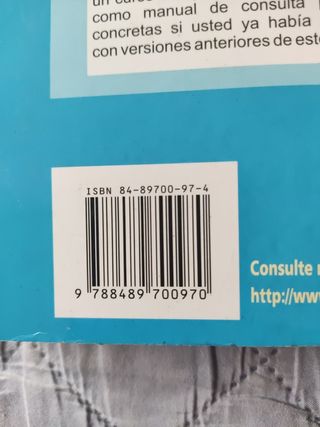 como manual de consulta
concretas si usted ya había
con versiones anteriores de este
ISBN 84-89700-97-4
9 788489 700970
Consulte
http://www